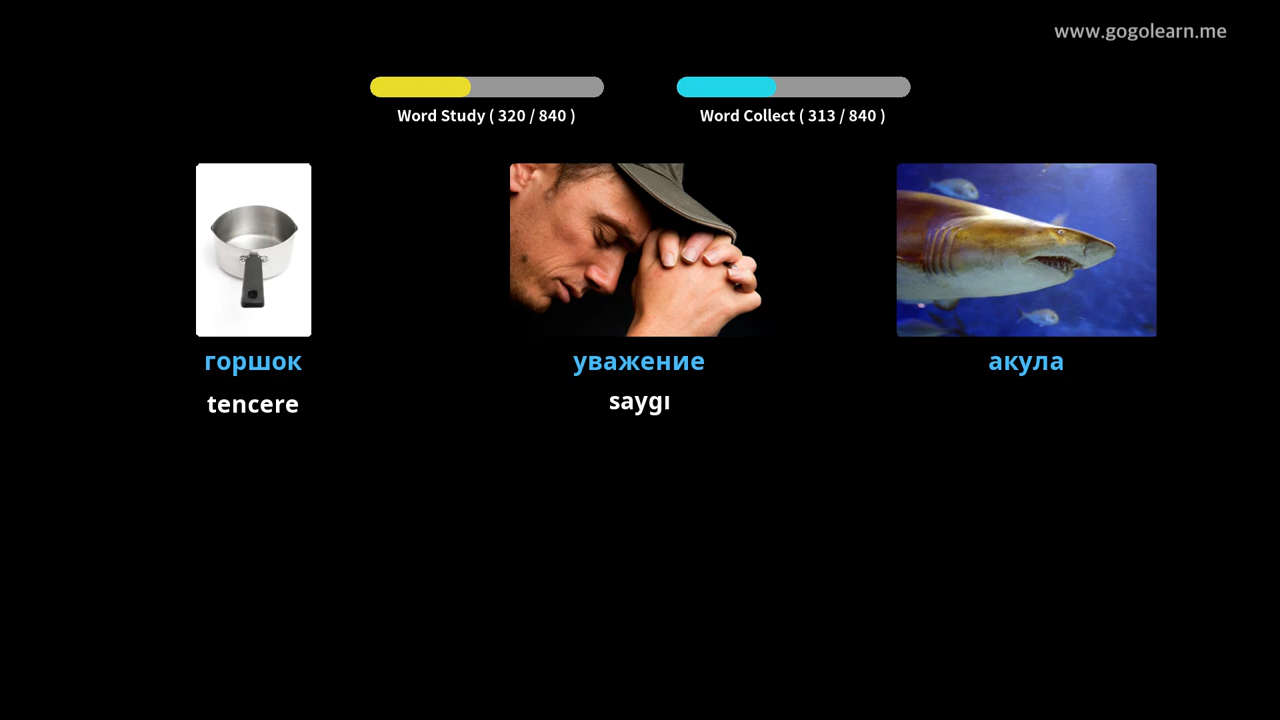 www.gogolearn.me
Word Study ( 320 / 840 )
Word Collect ( 313 / 840 )
горшок
уважение
акула
tencere
saygı